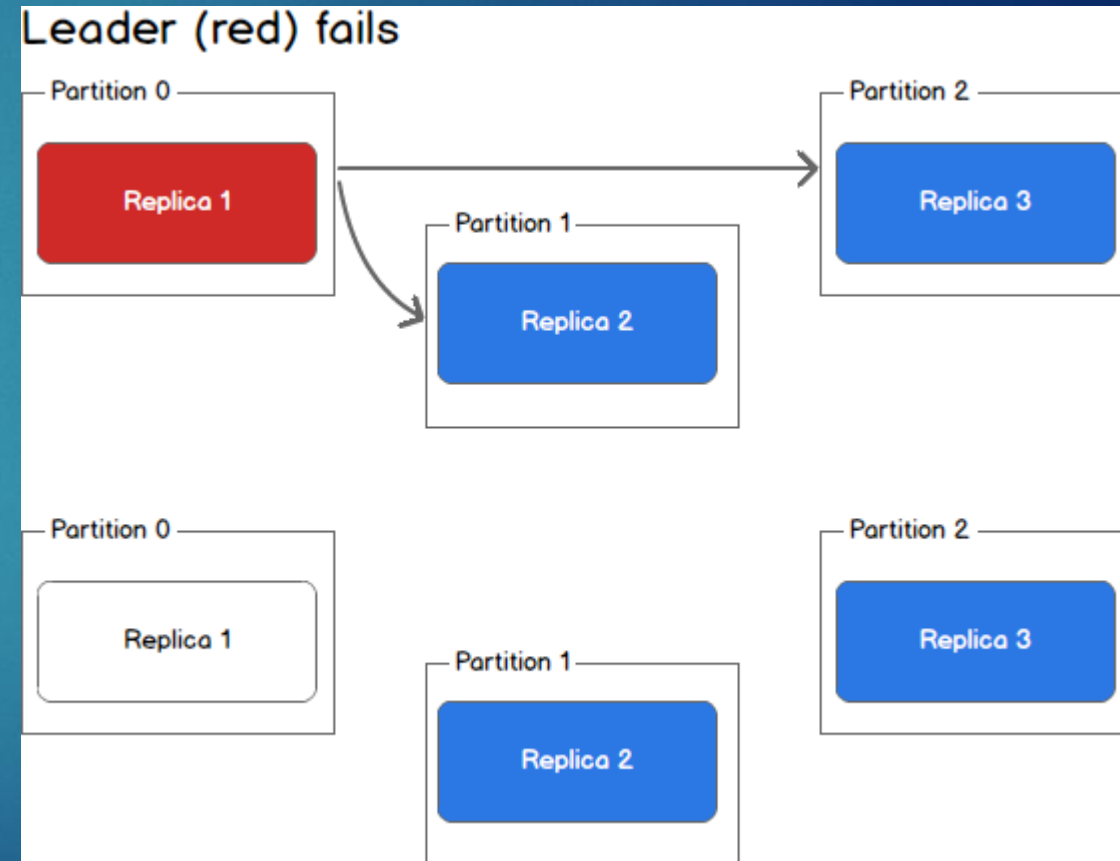 Leader (red) fails
Partition 0
Partition 2
Replica 1
Replica 3
Partition 1
Replica 2
Partition 0
Partition 2
Replica 1
Replica 3
Partition 1
Replica 2